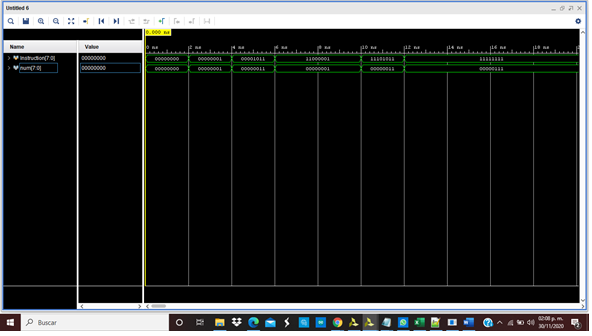 Untitled 6
0.000 ns
Name Value
0 ns 2 ns 4 ns 6 ns 8 ns 10 ns 12 ns 14 ns 16 ns 18 ns
Instruction[7:0] 00000000 00000000 00000001 00001011 11000001 11101011 11111111
num[7:0] 00000000 00000000 00000001 00000011 00000001 00000011 00000111
Buscar
02:08 p. m.
30/11/2020